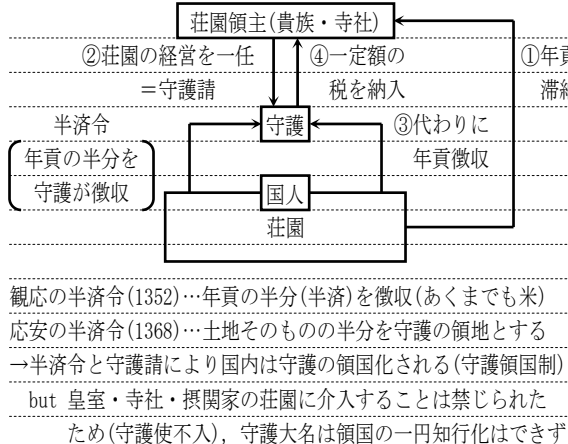 荘園領主(貴族・寺社)
②荘園の経営を一任
＝守護請
④一定額の
税を納入
①年
滞
半済令
年貢の半分を
守護が徴収
守護
③代わりに
年貢徴収
国人
荘園
観応の半済令(1352)…年貢の半分(半済)を徴収(あくまでも米)
応安の半済令(1368)…土地そのものの半分を守護の領地とする
→半済令と守護請により国内は守護の領国化される(守護領国制)
but 皇室・寺社・摂関家の荘園に介入することは禁じられた
ため(守護使不入), 守護大名は領国の一円知行化はできず